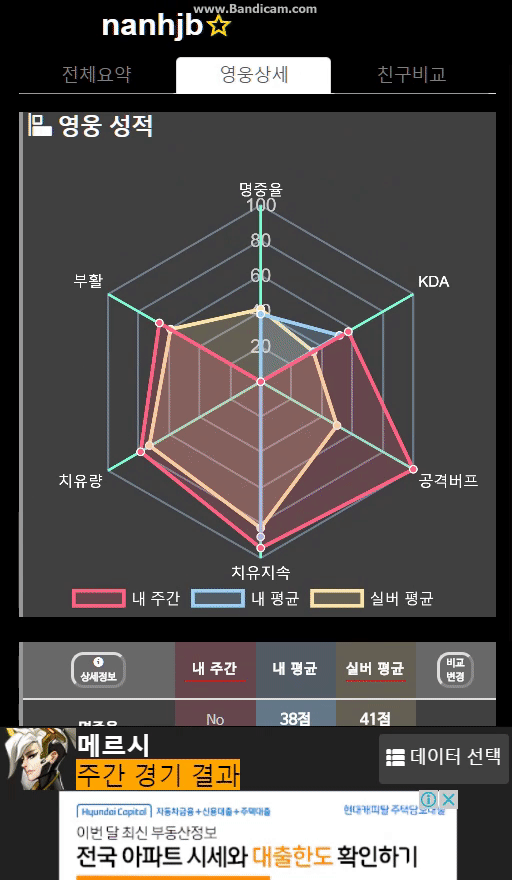 www.Bandicam.com
nanhjb
전체요약 영웅상세 친구비교
영웅 성적
명중율
100
80
부활 60 KDA
40
20
치유량 공격버프
치유지속
내 주간 내 평균 실버 평균
상세정보 내 주간 내 평균 실버 평균 비교 변경
명중율 No 38점 41점
메르시
주간 경기 결과 데이터 선택
Hyundai Capital 자동차금융+신용대출+주택대출 현대캐피탈 주택담보대출
이번 달 최신 부동산정보
전국 아파트 시세와 대출한도 확인하기